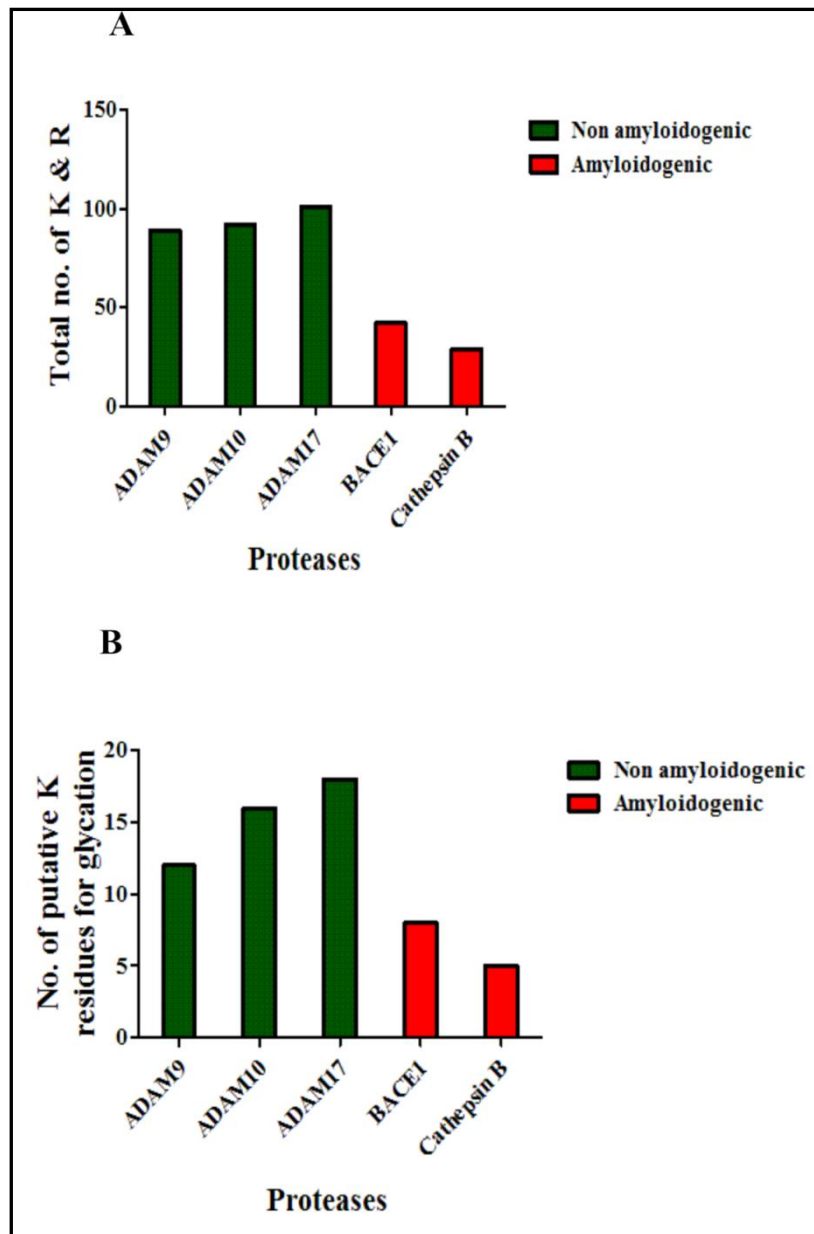 A
Total no. of K & R
150
100
50
0
Non amyloidogenic
Amyloidogenic
ADAM9
ADAM10
ADAM17
BACE1
Cathepsin B
Proteases
B
No. of putative K
residues for glycation
20
15
10
5
0
Non amyloidogenic
Amyloidogenic
ADAM9
ADAM10
ADAM17
BACE1
Cathepsin B
Proteases